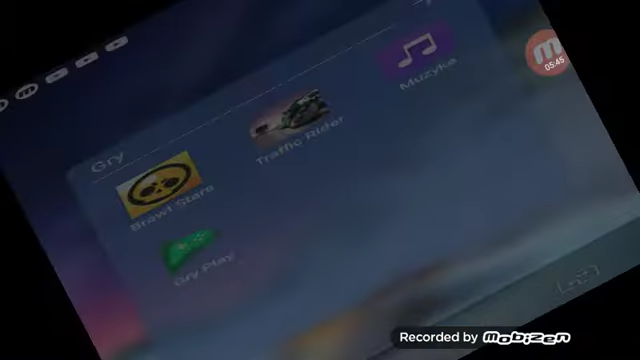 05:45
Gry
Brawl Stars
Traffic Rider
Muzyka
Gry Play
Recorded by Mobizen